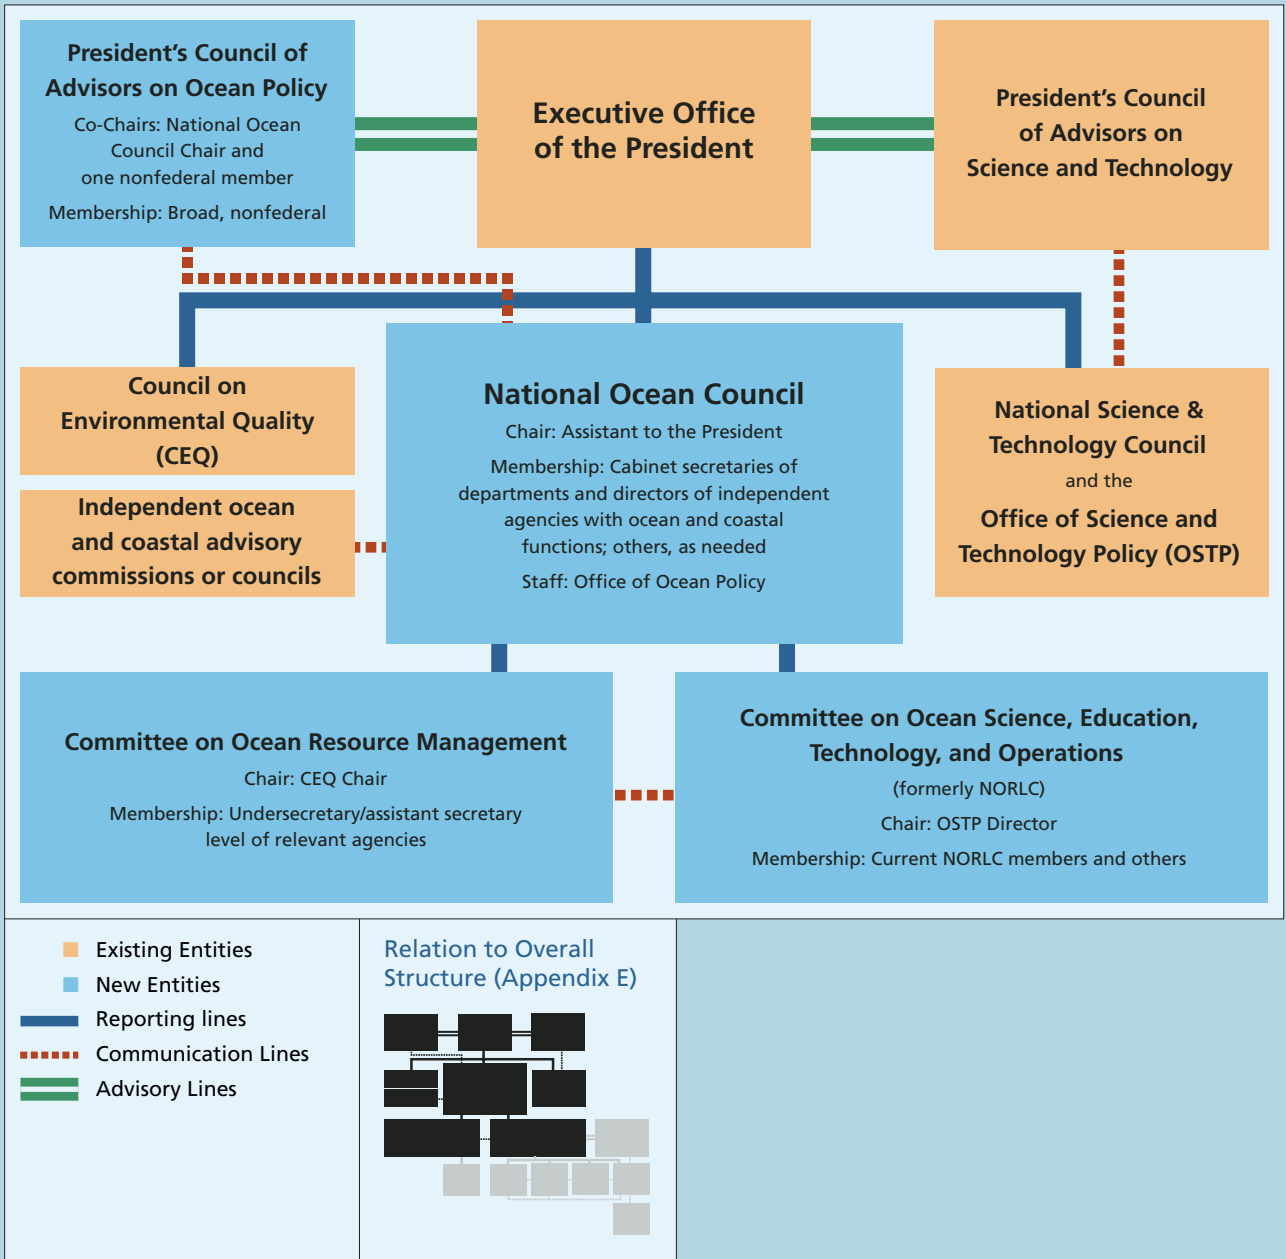 President’s Council of
Advisors on Ocean Policy
Co-Chairs: National Ocean
Council Chair and
one nonfederal member
Membership: Broad, nonfederal
Executive Office
of the President
President’s Council
of Advisors on
Science and Technology
Council on
Environmental Quality
(CEQ)
Independent ocean
and coastal advisory
commissions or councils
National Ocean Council
Chair: Assistant to the President
Membership: Cabinet secretaries of
departments and directors of independent
agencies with ocean and coastal
functions; others, as needed
Staff: Office of Ocean Policy
National Science &
Technology Council
and the
Office of Science and
Technology Policy (OSTP)
Committee on Ocean Resource Management
Chair: CEQ Chair
Membership: Undersecretary/assistant secretary
level of relevant agencies
Committee on Ocean Science, Education,
Technology, and Operations
(formerly NORLC)
Chair: OSTP Director
Membership: Current NORLC members and others
Existing Entities
New Entities
Reporting lines
Communication Lines
Advisory Lines
Relation to Overall
Structure (Appendix E)